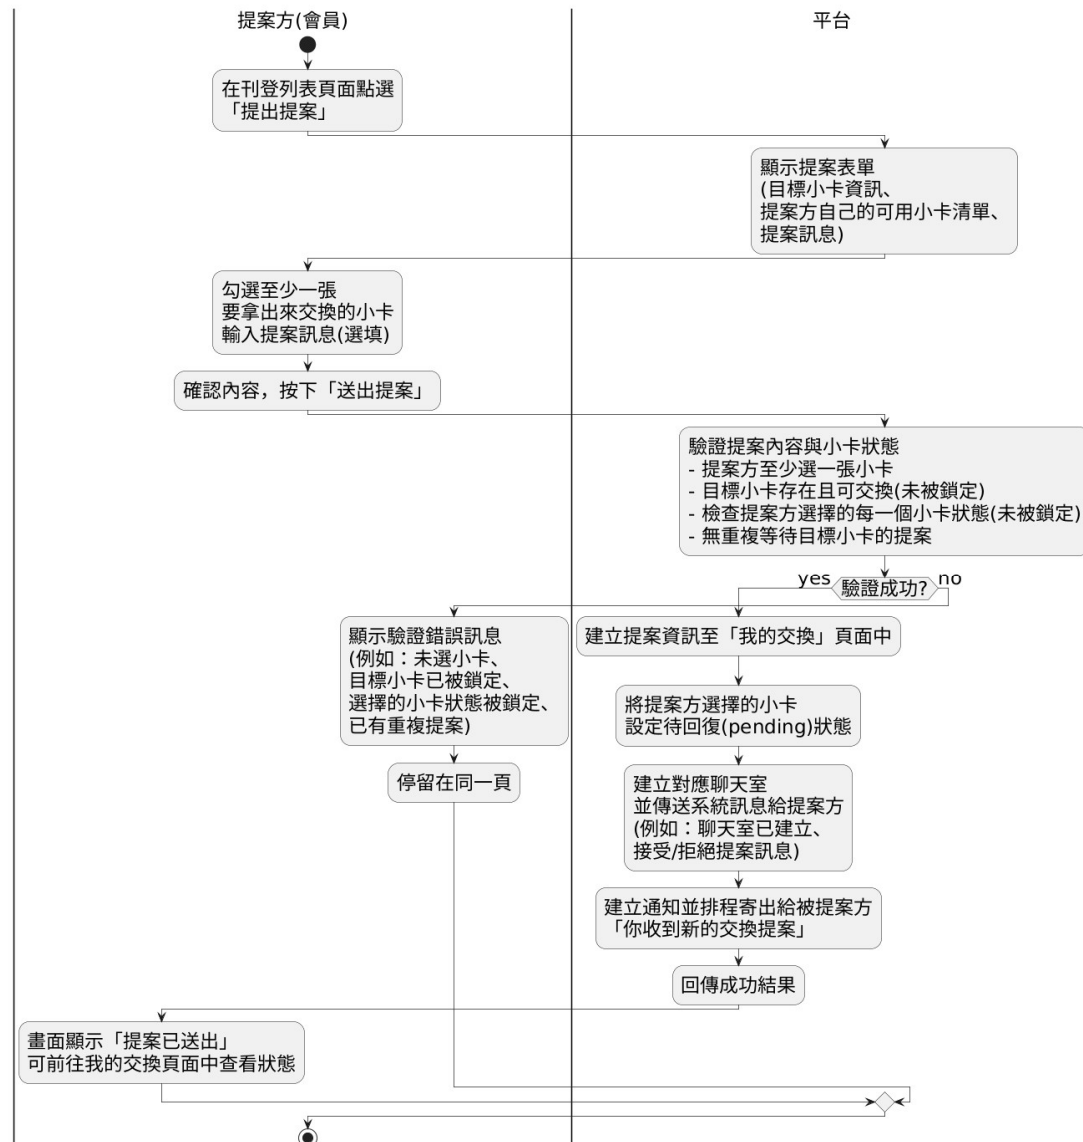 提案方(會員)
平台
在刊登列表頁面點選
「提出提案」
顯示提案表單
(目標小卡資訊、
提案方自己的可用小卡清單、
提案訊息)
勾選至少一張
要拿出來交換的小卡
輸入提案訊息(選填)
確認內容，按下「送出提案」
驗證提案內容與小卡狀態
- 提案方至少選一張小卡
- 目標小卡存在且可交換(未被鎖定)
- 檢查提案方選擇的每一個小卡狀態(未被鎖定)
- 無重複等待目標小卡的提案
yes
驗證成功?
no
顯示驗證錯誤訊息
(例如：未選小卡、
目標小卡已被鎖定、
選擇的小卡狀態被鎖定、
已有重複提案)
停留在同一頁
建立提案資訊至「我的交換」頁面中
將提案方選擇的小卡
設定待回復(pending)狀態
建立對應聊天室
並傳送系統訊息給提案方
(例如：聊天室已建立、
接受/拒絕提案訊息)
建立通知並排程寄出給被提案方
「你收到新的交換提案」
回傳成功結果
畫面顯示「提案已送出」
可前往我的交換頁面中查看狀態